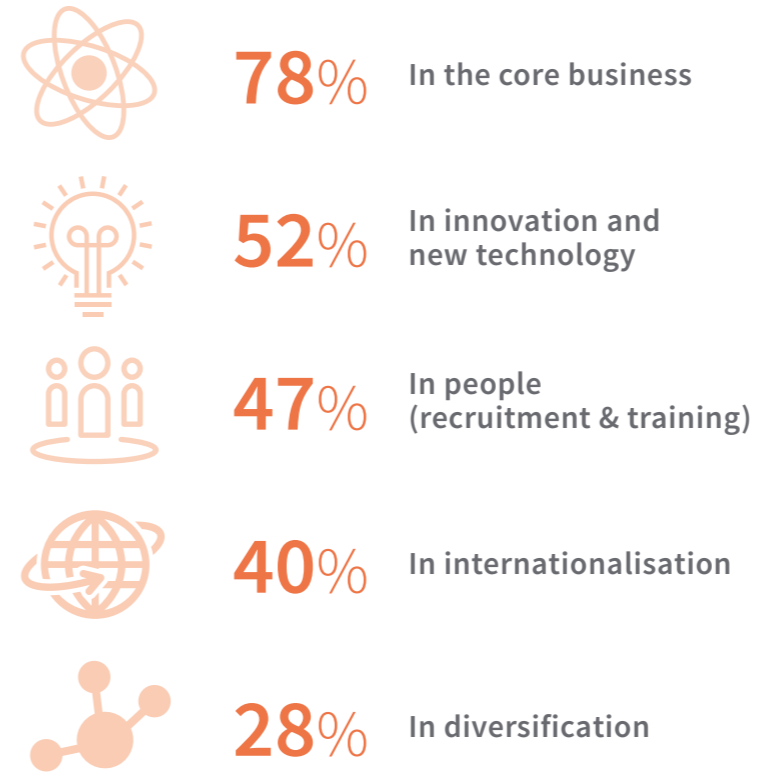 78% In the core business
52% In innovation and
new technology
47% In people
(recruitment & training)
40% In internationalisation
28% In diversification